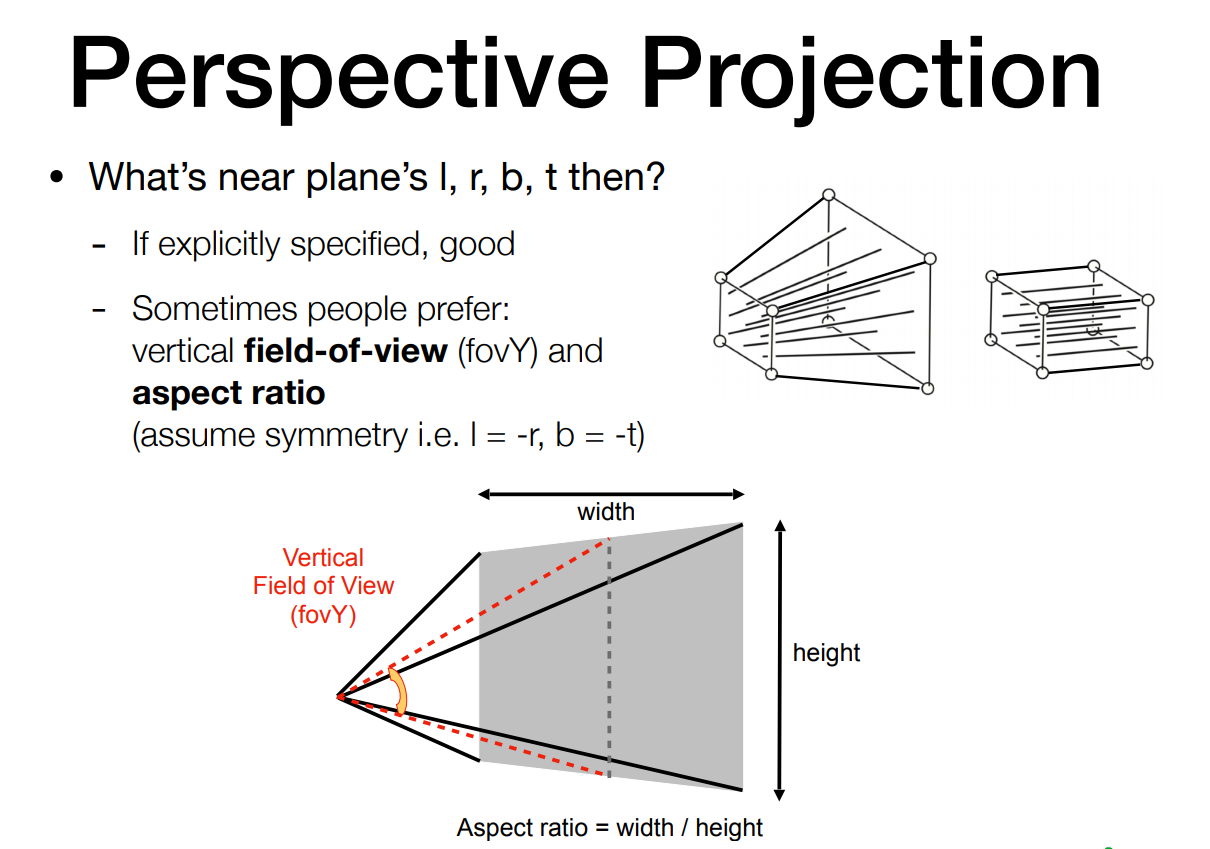 Perspective Projection
• What’s near plane’s l, r, b, t then?
- If explicitly specified, good
- Sometimes people prefer:
vertical field-of-view (fovY) and
aspect ratio
(assume symmetry i.e. l = -r, b = -t)
width
Vertical
Field of View
(fovY)
height
Aspect ratio = width / height